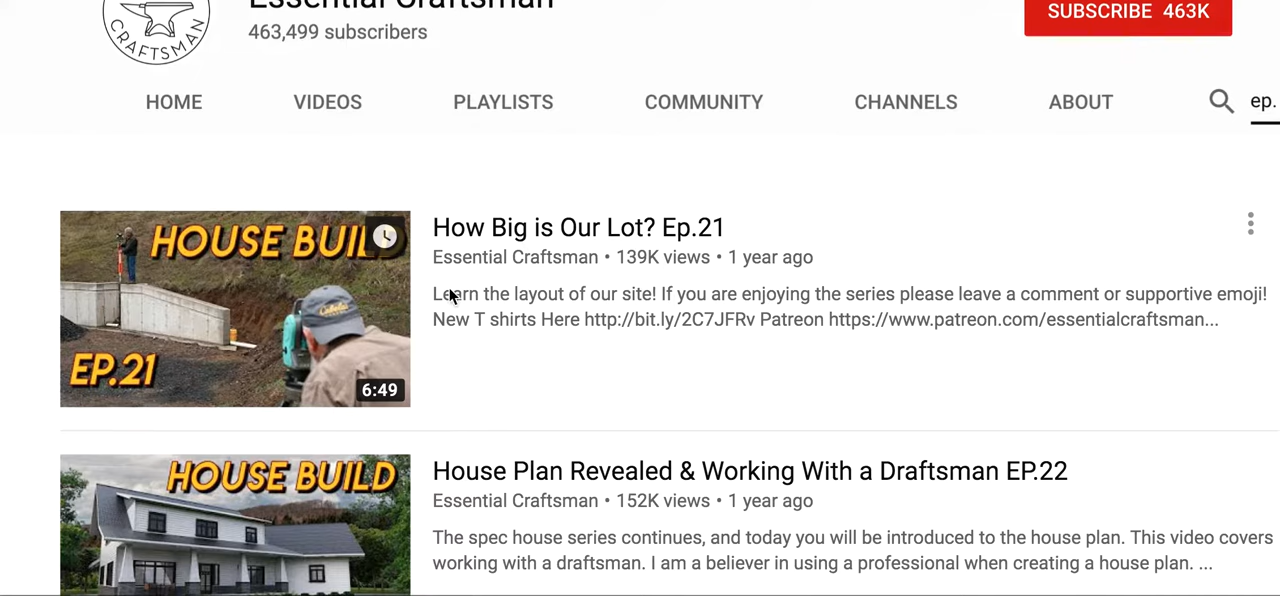 Essential Craftsman
463,499 subscribers
SUBSCRIBE 463K
CRAFTSMAN
HOME VIDEOS PLAYLISTS COMMUNITY CHANNELS ABOUT ep.
HOUSE BUILD
EP.21
6:49
How Big is Our Lot? Ep.21
Essential Craftsman • 139K views • 1 year ago
Learn the layout of our site! If you are enjoying the series please leave a comment or supportive emoji!
New T shirts Here http://bit.ly/2C7JFRv Patreon https://www.patreon.com/essentialcraftsman...
HOUSE BUILD
House Plan Revealed & Working With a Draftsman EP.22
Essential Craftsman • 152K views • 1 year ago
The spec house series continues, and today you will be introduced to the house plan. This video covers
working with a draftsman. I am a believer in using a professional when creating a house plan. ...